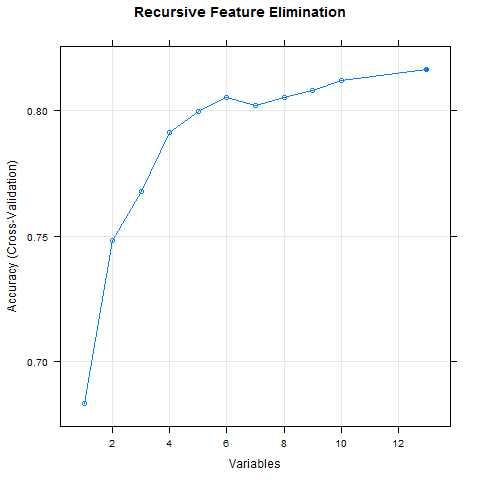 Recursive Feature Elimination
Accuracy (Cross-Validation)
0.80
0.75
0.70
2 4 6 8 10 12
Variables